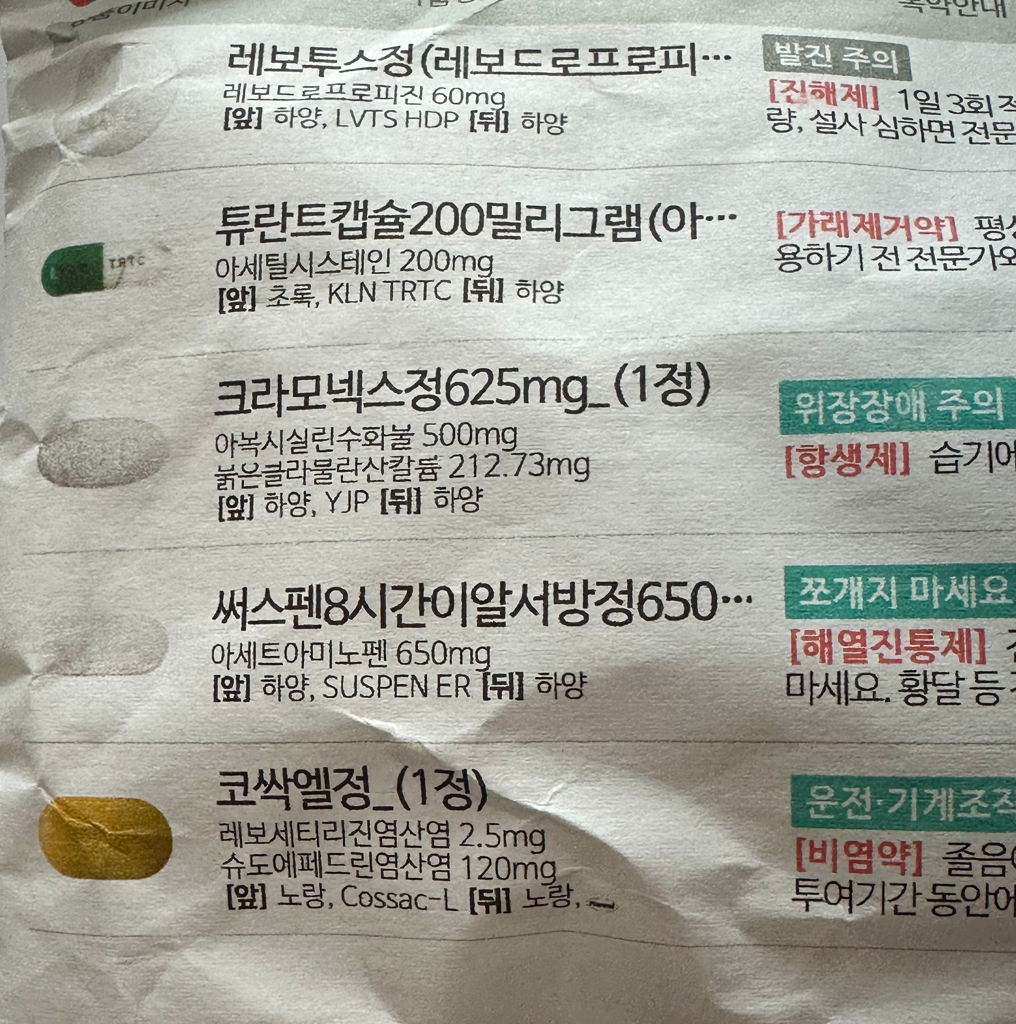 레보투스정(레보드로프로피…
레보드로프로피진 60mg
[앞] 하양, LVTS HDP [뒤] 하양
발진 주의
[진해제] 1일 3회
량, 설사 심하면 전문
튜란트캡슐200밀리그램(아…
아세틸시스테인 200mg
[앞] 초록, KLN TRTC [뒤] 하양
[가래제거약]
용하기 전 전문가와
크라모넥스정625mg_(1정)
아목시실린수화물 500mg
묽은클라불란산칼륨 212.73mg
[앞] 하양, YJP [뒤] 하양
위장장애 주의
[항생제] 습기에
써스펜8시간이알서방정650…
아세트아미노펜 650mg
[앞] 하양, SUSPEN ER [뒤] 하양
쪼개지 마세요
[해열진통제]
마세요. 황달 등
코싹엘정_(1정)
레보세티리진염산염 2.5mg
슈도에페드린염산염 120mg
[앞] 노랑, Cossac-L [뒤] 노랑,
운전·기계조작
[비염약] 졸음
투여기간 동안에